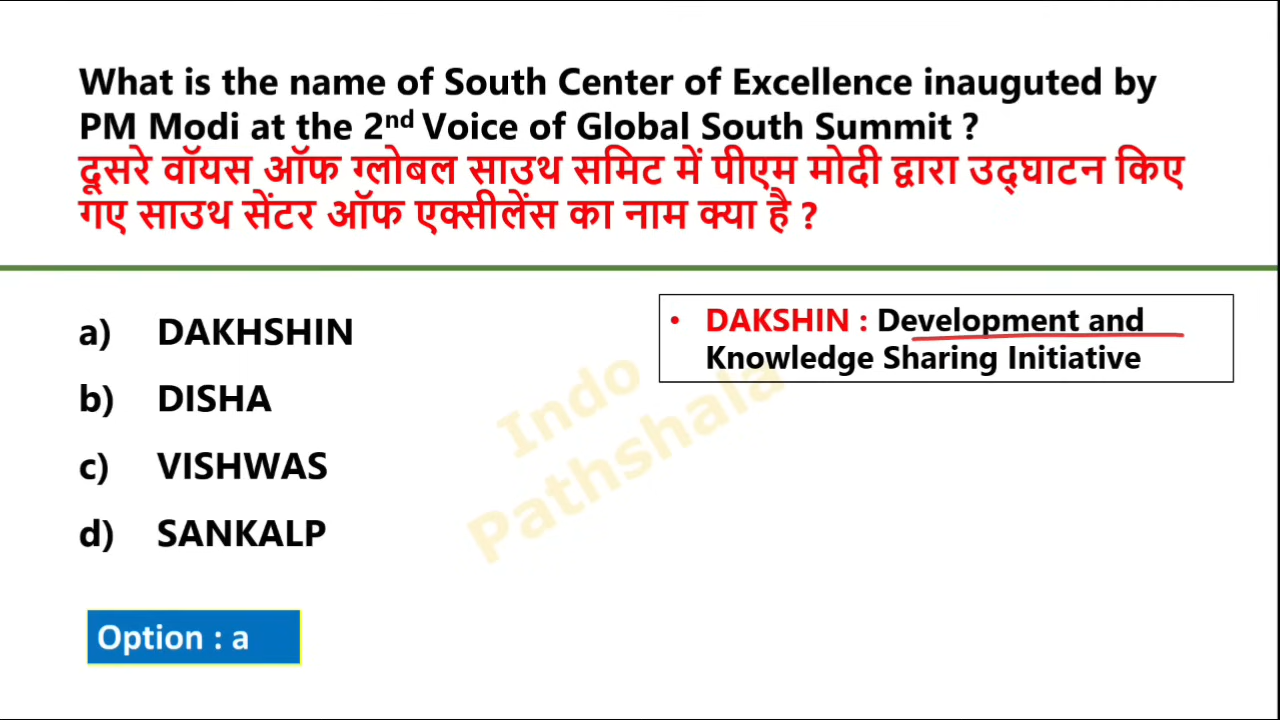 What is the name of South Center of Excellence inauguted by
PM Modi at the 2nd Voice of Global South Summit ?
दूसरे वॉयस ऑफ ग्लोबल साउथ समिट में पीएम मोदी द्वारा उद्घाटन किए
गए साउथ सेंटर ऑफ एक्सीलेंस का नाम क्या है ?
a) DAKHSHIN
b) DISHA
c) VISHWAS
d) SANKALP
• DAKSHIN : Development and
Knowledge Sharing Initiative
Indo
Pathshala
Option : a